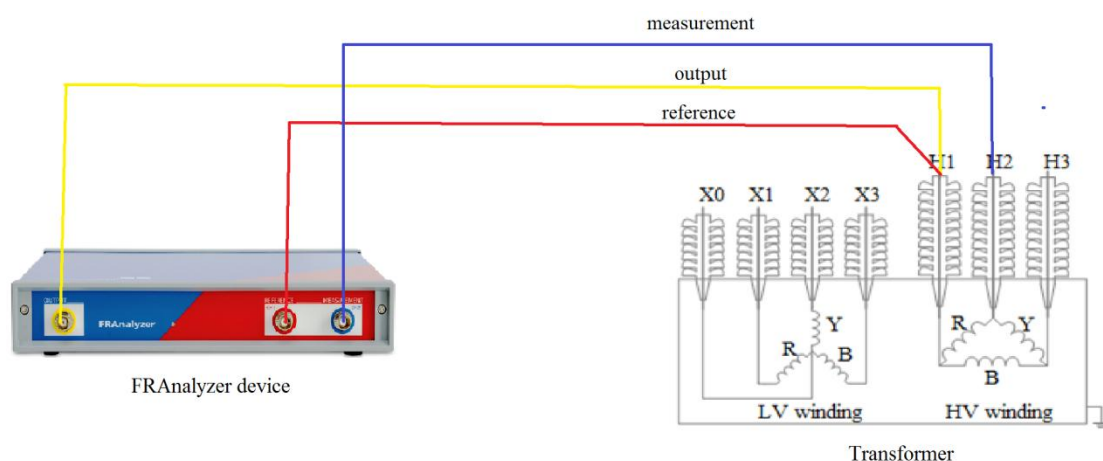 measurement
output
reference
H1 H2 H3
X0 X1 X2 X3
OUTPUT
REFERENCE
MEASUREMENT
FRAnalyzer
Y
R B
R Y
B
LV winding HV winding
FRAnalyzer device
Transformer